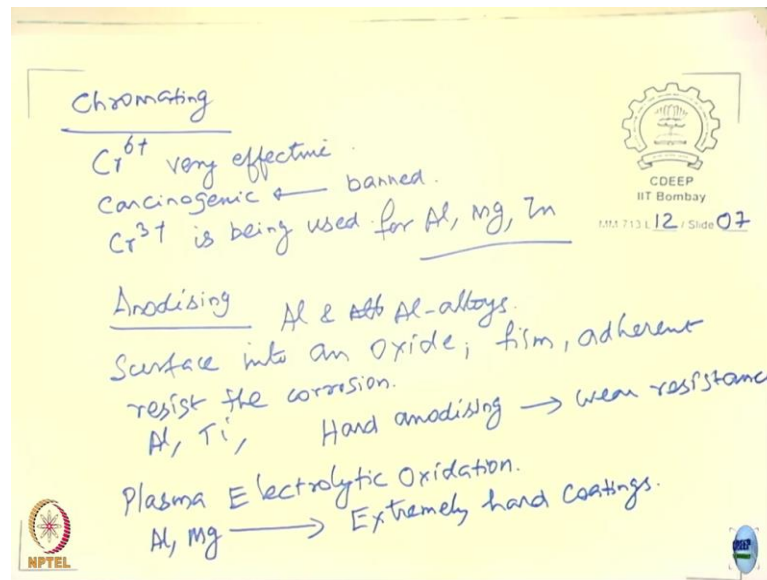 Chromating
Cr6+ very effective.
Carcinogenic ← banned.
Cr3+ is being used for Al, Mg, Zn
Anodising Al & Al-alloys.
Surface into an oxide; film, adherent
resist the corrosion.
Al, Ti, Hard anodising → wear resistance
Plasma Electrolytic Oxidation.
Al, Mg → Extremely hard coatings.
CDEEP
IIT Bombay
MM 713 L 12 / Slide 07
NPTEL